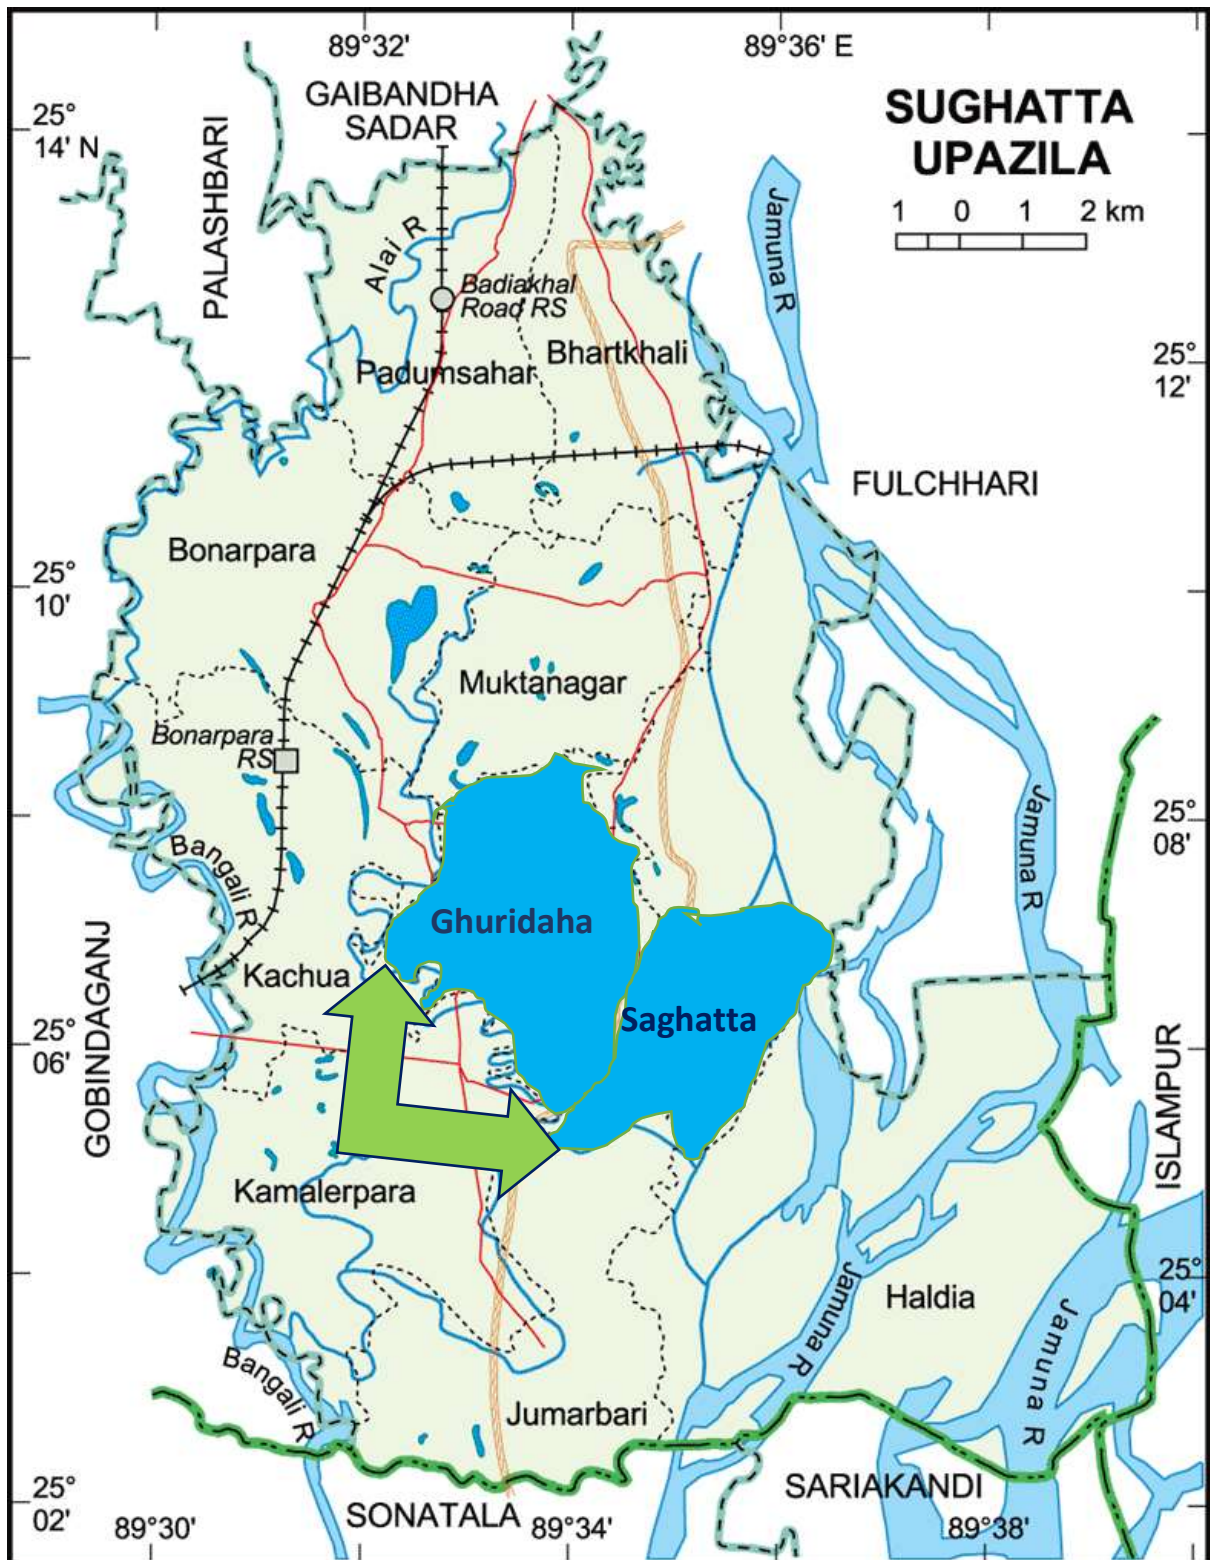 89°32'
89°36' E
GAIBANDHA
SADAR
SUGHATTA
UPAZILA
25°
14' N
PALASHBARI
1 0 1 2 km
Jamuna R
Alai R
Badiakhal
Road RS
Bhartkhali
25°
12'
Padumsahar
FULCHHARI
Bonarpara
25°
10'
Muktanagar
Bonarpara
RS
Jamuna R
25°
08'
Bangali R
Ghuridaha
GOBINDAGANJ
Kachua
Saghatta
25°
06'
ISLAMPUR
Kamalerpara
25°
04'
Haldia
Jamuna R
Jamuna R
Bangali R
Jumarbari
SARIAKANDI
25°
02'
SONATALA
89°30'
89°34'
89°38'